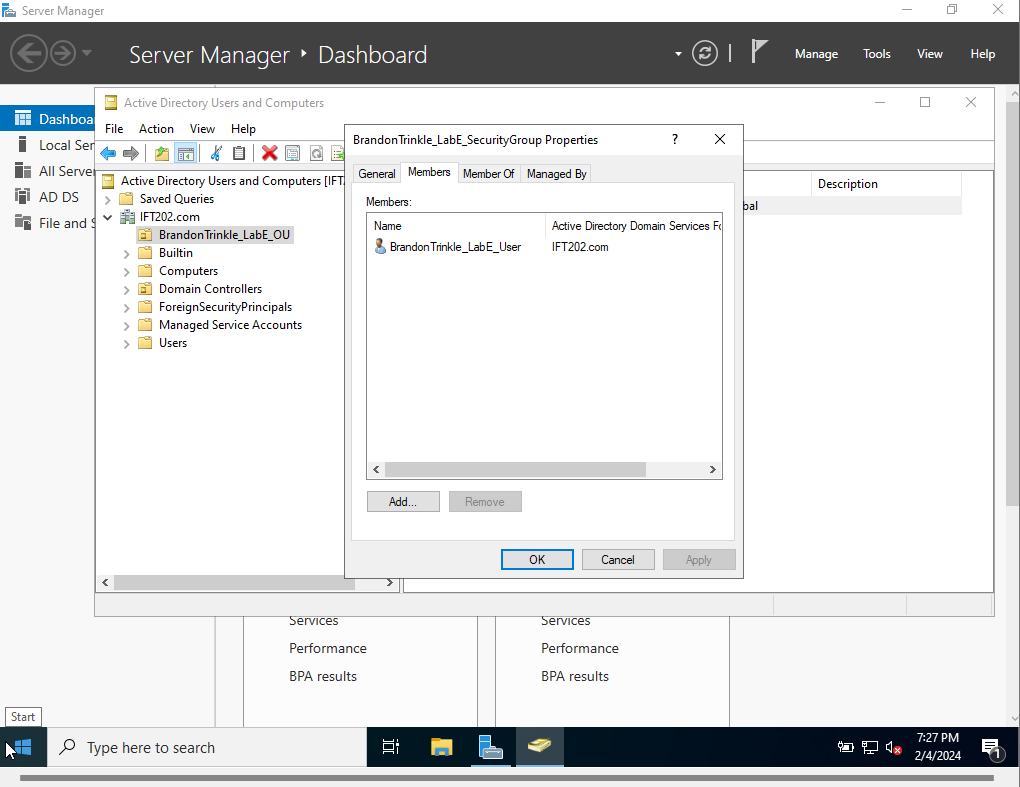 Server Manager
Server Manager ‣ Dashboard
Manage Tools View Help
Dashboa
Local Ser
All Server
AD DS
File and S
Active Directory Users and Computers
File Action View Help
Active Directory Users and Computers [IFT
Saved Queries
IFT202.com
BrandonTrinkle_LabE_OU
Builtin
Computers
Domain Controllers
ForeignSecurityPrincipals
Managed Service Accounts
Users
Description
bal
BrandonTrinkle_LabE_SecurityGroup Properties
?
General Members Member Of Managed By
Members:
Name Active Directory Domain Services Fo
BrandonTrinkle_LabE_User IFT202.com
Add... Remove
OK Cancel Apply
Services Services
Performance Performance
BPA results BPA results
Start
Type here to search
7:27 PM
2/4/2024
1